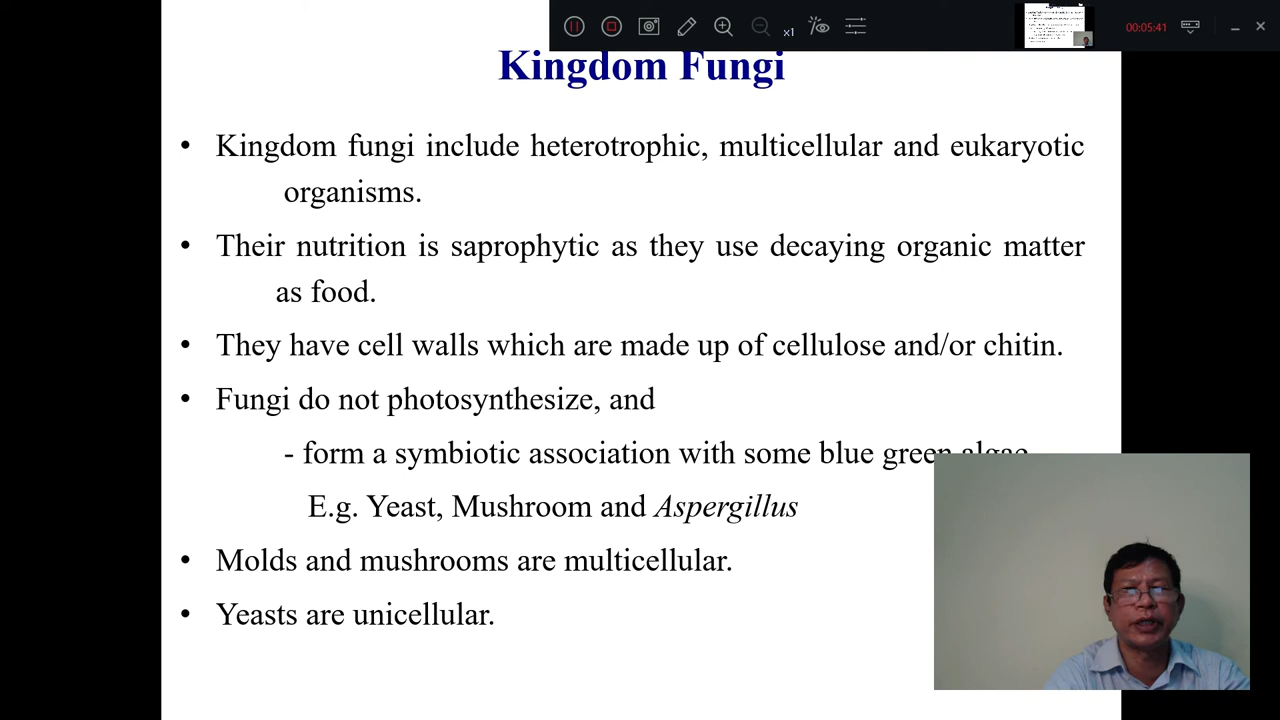 x1
00:05:41
Kingdom Fungi
• Kingdom fungi include heterotrophic, multicellular and eukaryotic
organisms.
• Their nutrition is saprophytic as they use decaying organic matter
as food.
• They have cell walls which are made up of cellulose and/or chitin.
• Fungi do not photosynthesize, and
- form a symbiotic association with some blue green algae
E.g. Yeast, Mushroom and Aspergillus
• Molds and mushrooms are multicellular.
• Yeasts are unicellular.